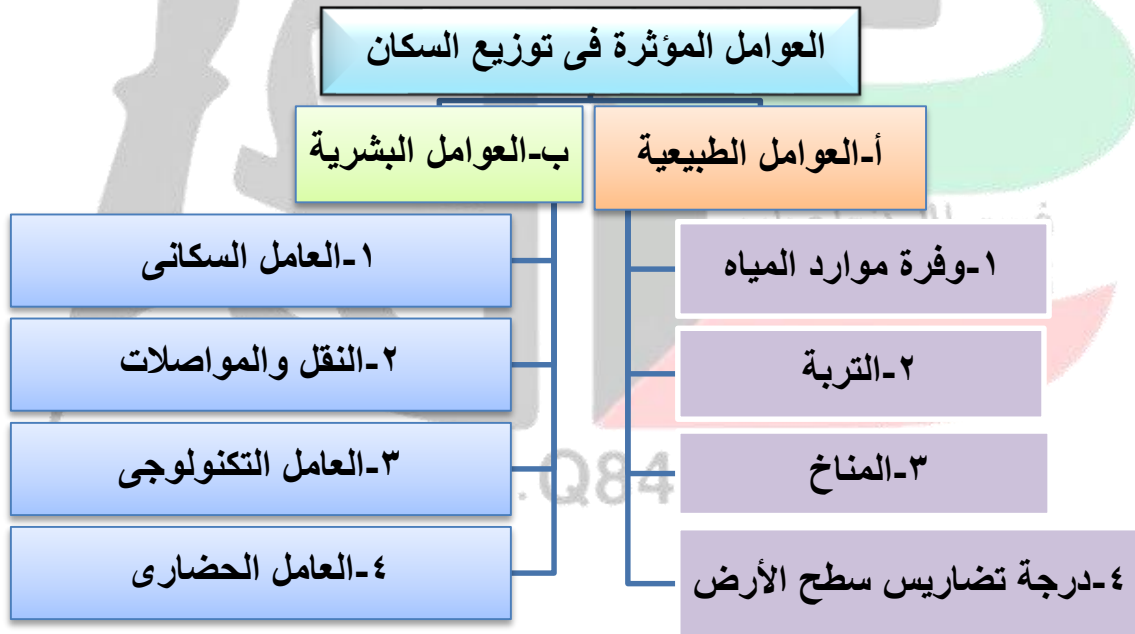 العوامل المؤثرة فى توزيع السكان
أ-العوامل الطبيعية
ب-العوامل البشرية
١-وفرة موارد المياه
٢-التربة
٣-المناخ
٤-درجة تضاريس سطح الأرض
١-العامل السكانى
٢-النقل والمواصلات
٣-العامل التكنولوجى
٤-العامل الحضارى
.Q84